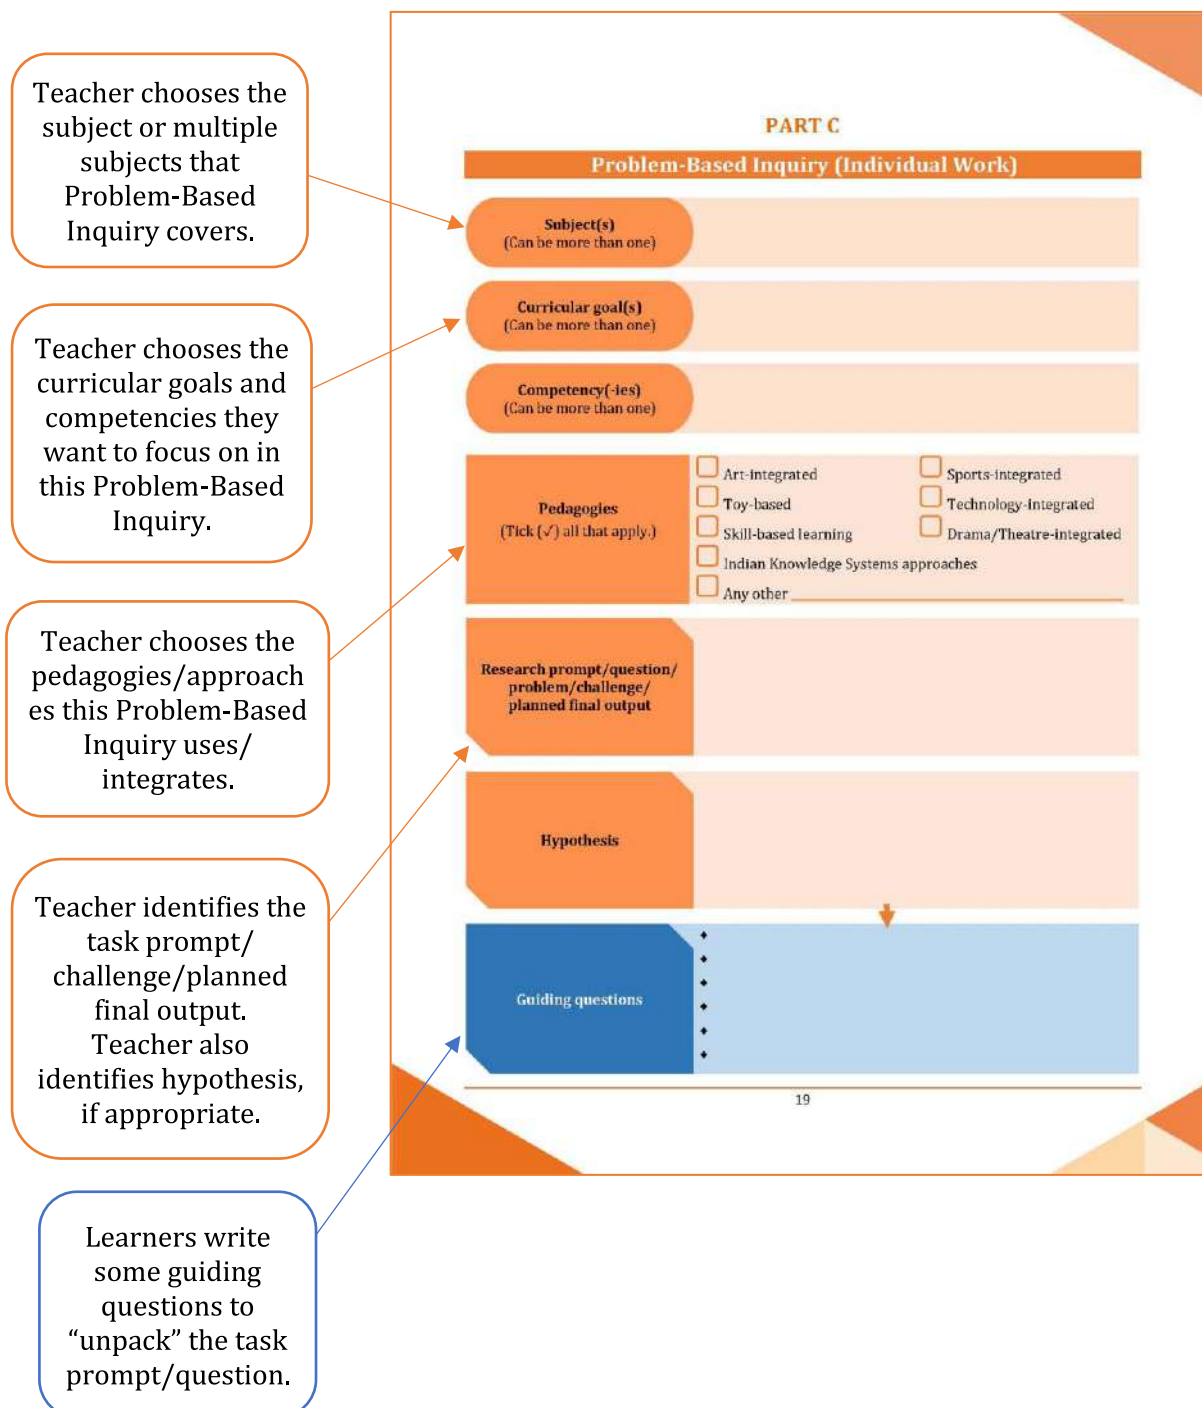 Teacher chooses the
subject or multiple
subjects that
Problem-Based
Inquiry covers.
Teacher chooses the
curricular goals and
competencies they
want to focus on in
this Problem-Based
Inquiry.
Teacher chooses the
pedagogies/approach
es this Problem-Based
Inquiry uses/
integrates.
Teacher identifies the
task prompt/
challenge/planned
final output.
Teacher also
identifies hypothesis,
if appropriate.
Learners write
some guiding
questions to
“unpack” the task
prompt/question.
PART C
Problem-Based Inquiry (Individual Work)
Subject(s)
(Can be more than one)
Curricular goal(s)
(Can be more than one)
Competency(-ies)
(Can be more than one)
Pedagogies
(Tick (✓) all that apply.)
Art-integrated
Sports-integrated
Toy-based
Technology-integrated
Skill-based learning
Drama/Theatre-integrated
Indian Knowledge Systems approaches
Any other
Research prompt/question/
problem/challenge/
planned final output
Hypothesis
Guiding questions
19